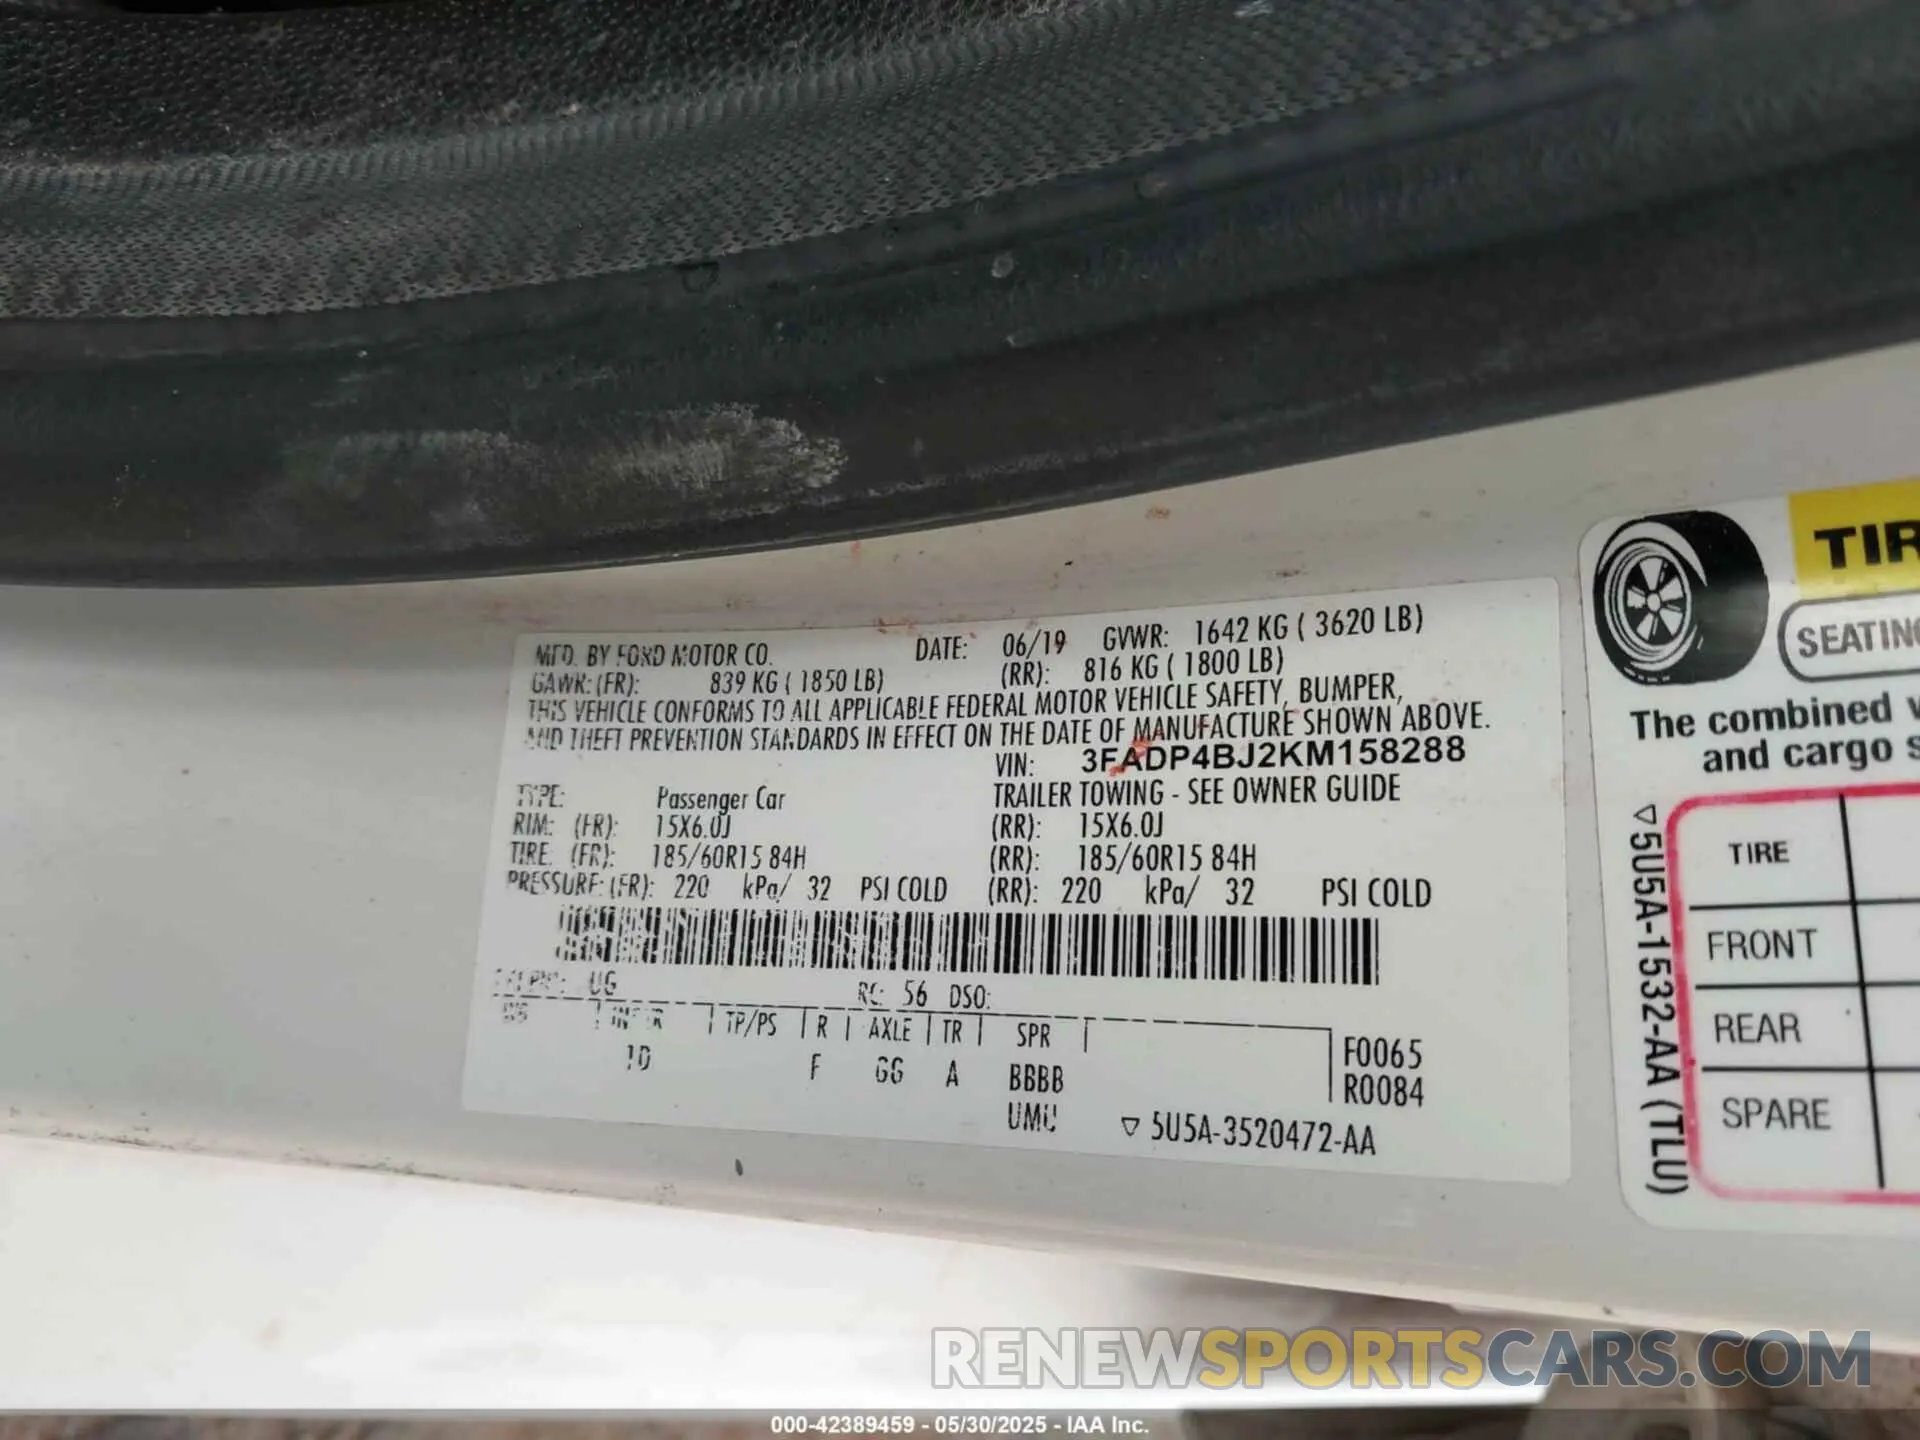 MFD. BY FORD MOTOR CO. DATE: 06/19 GVWR: 1642 KG ( 3620 LB)
GAWR: (FR): 839 KG ( 1850 LB) (RR): 816 KG ( 1800 LB)
THIS VEHICLE CONFORMS TO ALL APPLICABLE FEDERAL MOTOR VEHICLE SAFETY, BUMPER,
AND THEFT PREVENTION STANDARDS IN EFFECT ON THE DATE OF MANUFACTURE SHOWN ABOVE.
VIN: 3FADP4BJ2KM158288
TYPE: Passenger Car TRAILER TOWING - SEE OWNER GUIDE
RIM: (FR): 15X6.0J (RR): 15X6.0J
TIRE: (FR): 185/60R15 84H (RR): 185/60R15 84H
PRESSURE: (FR): 220 kPa/ 32 PSI COLD (RR): 220 kPa/ 32 PSI COLD
UG RC: 56 DSO:
TP/PS R AXLE TR SPR
F0065
10 F GG A BBBB
R0084
UMU
▽ 5U5A-3520472-AA
TIR
SEATING
The combined
and cargo
▽5U5A-1532-AA (TLU)
TIRE
FRONT
REAR
SPARE
RENEWSPORTSCARS.COM
000-42389459 - 05/30/2025 - IAA Inc.